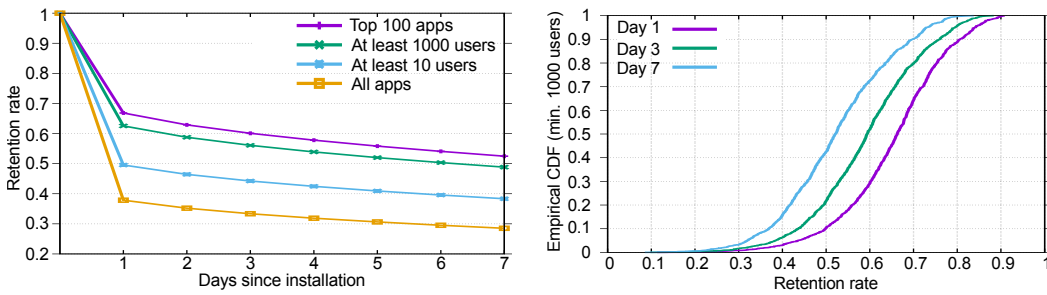 Retention rate
1
0.9
0.8
0.7
0.6
0.5
0.4
0.3
0.2
1 2 3 4 5 6 7
Days since installation
Top 100 apps
At least 1000 users
At least 10 users
All apps
Empirical CDF (min. 1000 users)
1
0.9
0.8
0.7
0.6
0.5
0.4
0.3
0.2
0.1
0
0 0.1 0.2 0.3 0.4 0.5 0.6 0.7 0.8 0.9 1
Retention rate
Day 1
Day 3
Day 7